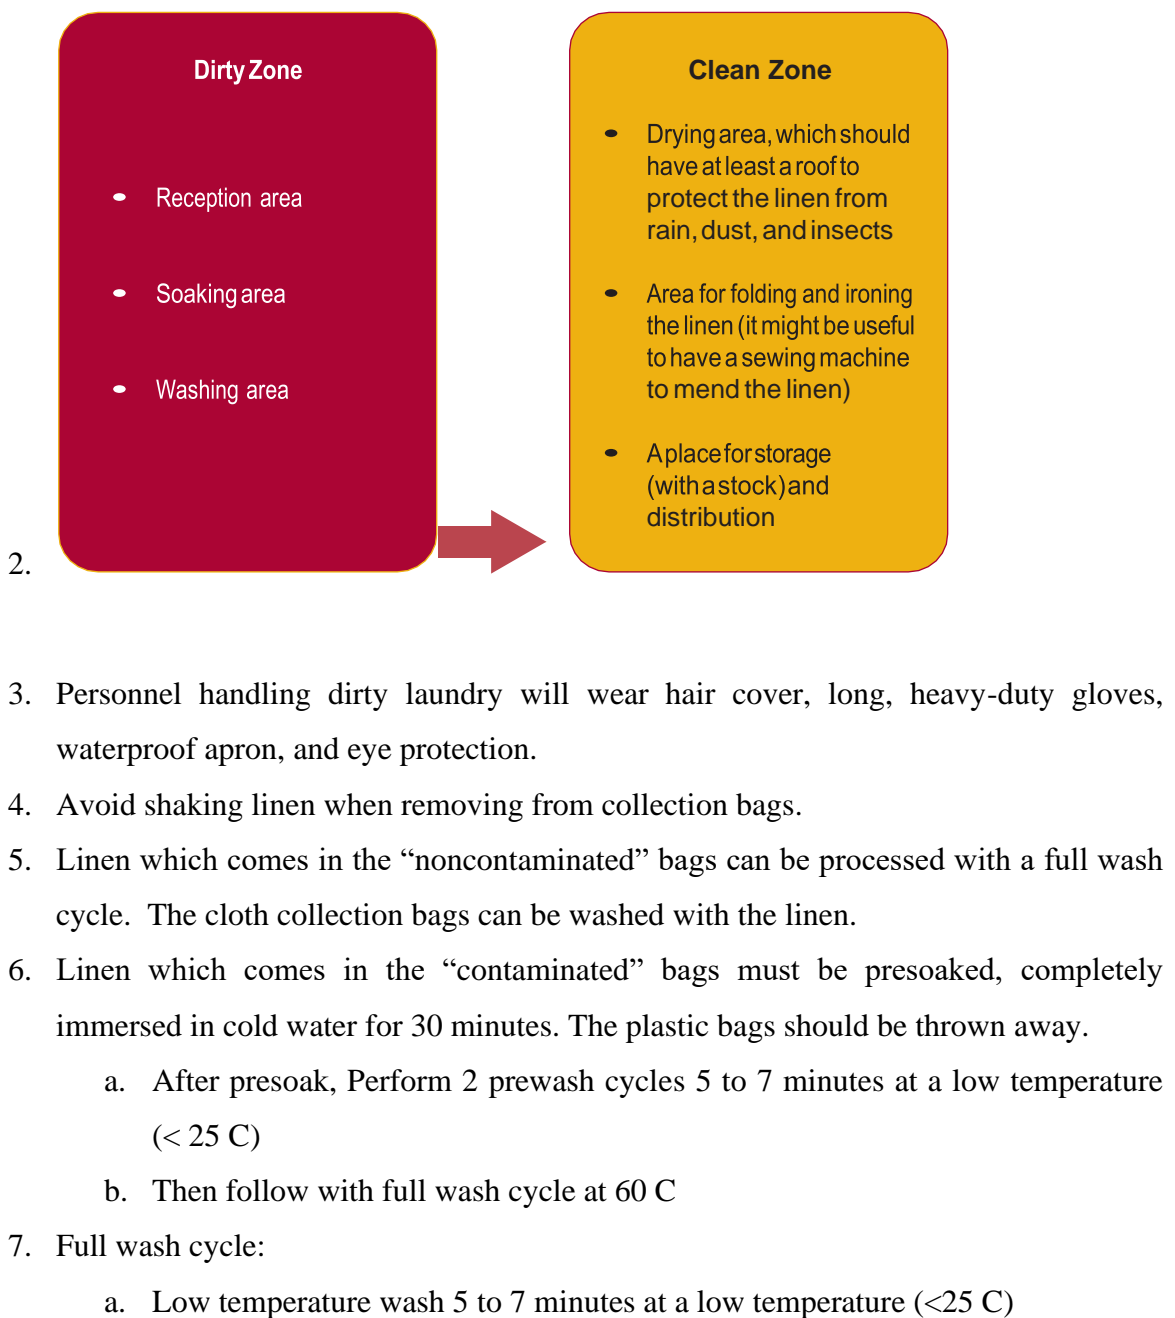 Dirty Zone
• Reception area
• Soaking area
• Washing area
Clean Zone
• Drying area, which should
have at least a roof to
protect the linen from
rain, dust, and insects
• Area for folding and ironing
the linen (it might be useful
to have a sewing machine
to mend the linen)
• A place for storage
(with a stock) and
distribution
2.
3. Personnel handling dirty laundry will wear hair cover, long, heavy-duty gloves,
waterproof apron, and eye protection.
4. Avoid shaking linen when removing from collection bags.
5. Linen which comes in the “noncontaminated” bags can be processed with a full wash
cycle. The cloth collection bags can be washed with the linen.
6. Linen which comes in the “contaminated” bags must be presoaked, completely
immersed in cold water for 30 minutes. The plastic bags should be thrown away.
a. After presoak, Perform 2 prewash cycles 5 to 7 minutes at a low temperature
(< 25 C)
b. Then follow with full wash cycle at 60 C
7. Full wash cycle:
a. Low temperature wash 5 to 7 minutes at a low temperature (<25 C)